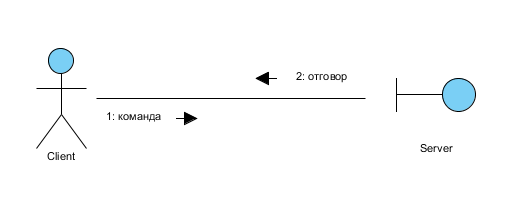 2: отговор
1: команда
Client
Server